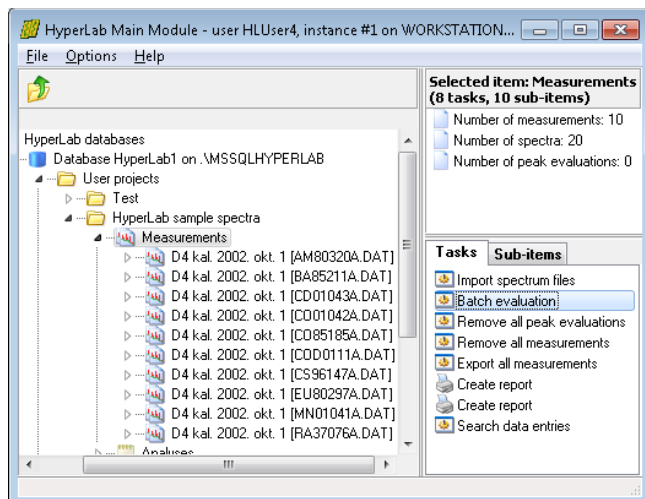 HyperLab Main Module - user HLUser4, instance #1 on WORKSTATION...
File Options Help
HyperLab databases
Database HyperLab1 on .\MSSQLHYPERLAB
User projects
Test
HyperLab sample spectra
Measurements
D4 kal. 2002. okt. 1 [AM80320A.DAT]
D4 kal. 2002. okt. 1 [BA85211A.DAT]
D4 kal. 2002. okt. 1 [CD01043A.DAT]
D4 kal. 2002. okt. 1 [CO01042A.DAT]
D4 kal. 2002. okt. 1 [CO85185A.DAT]
D4 kal. 2002. okt. 1 [COD0111A.DAT]
D4 kal. 2002. okt. 1 [CS96147A.DAT]
D4 kal. 2002. okt. 1 [EU80297A.DAT]
D4 kal. 2002. okt. 1 [MN01041A.DAT]
D4 kal. 2002. okt. 1 [RA37076A.DAT]
Analyses
Selected item: Measurements
(8 tasks, 10 sub-items)
Number of measurements: 10
Number of spectra: 20
Number of peak evaluations: 0
Tasks Sub-items
Import spectrum files
Batch evaluation
Remove all peak evaluations
Remove all measurements
Export all measurements
Create report
Create report
Search data entries